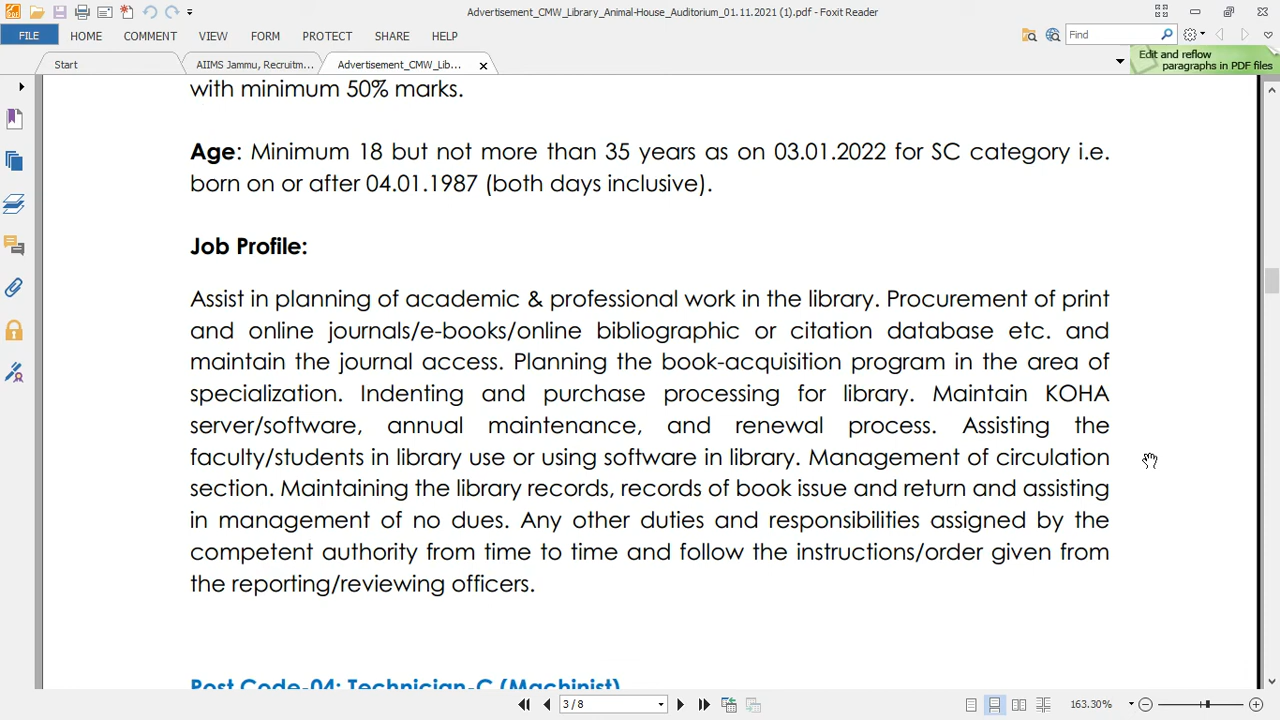 Advertisement_CMW_Library_Animal-House_Auditorium_01.11.2021 (1).pdf - Foxit Reader
FILE HOME COMMENT VIEW FORM PROTECT SHARE HELP Find
Start AIIMS Jammu, Recruitm... Advertisement_CMW_Lib...
Edit and reflow
paragraphs in PDF files
with minimum 50% marks.
Age: Minimum 18 but not more than 35 years as on 03.01.2022 for SC category i.e.
born on or after 04.01.1987 (both days inclusive).
Job Profile:
Assist in planning of academic & professional work in the library. Procurement of print
and online journals/e-books/online bibliographic or citation database etc. and
maintain the journal access. Planning the book-acquisition program in the area of
specialization. Indenting and purchase processing for library. Maintain KOHA
server/software, annual maintenance, and renewal process. Assisting the
faculty/students in library use or using software in library. Management of circulation
section. Maintaining the library records, records of book issue and return and assisting
in management of no dues. Any other duties and responsibilities assigned by the
competent authority from time to time and follow the instructions/order given from
the reporting/reviewing officers.
Post Code-04: Technician-C (Machinist)
3 / 8 163.30%